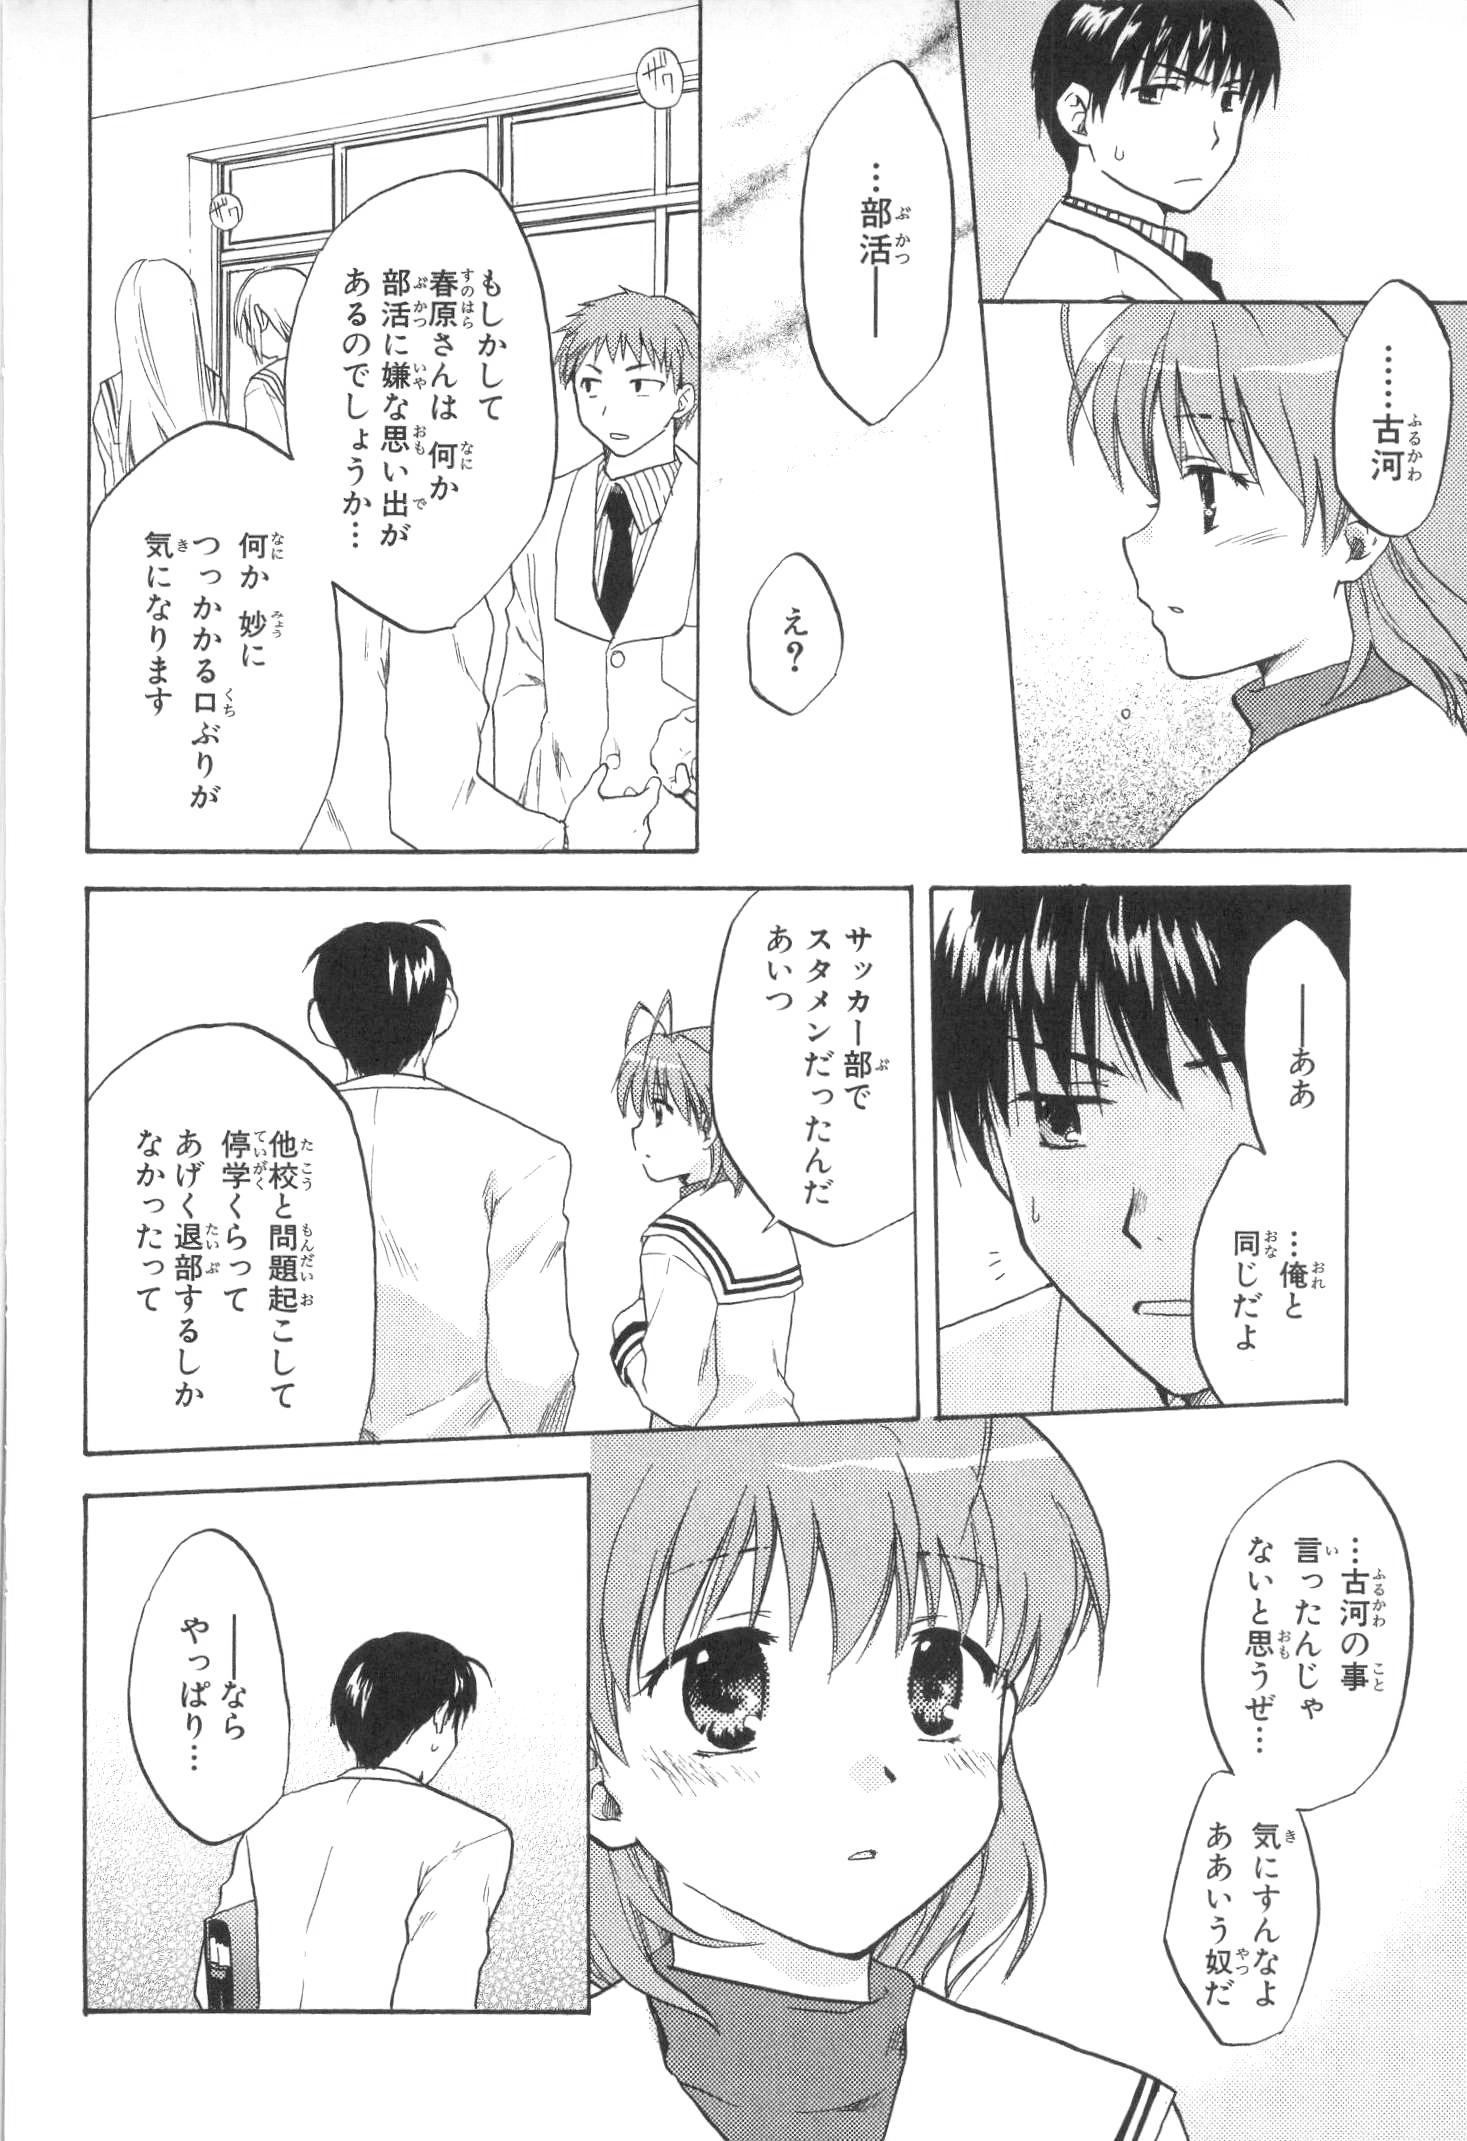 ………古河
…部活――
え？
ザワ
ザワ
もしかして
春原さんは 何か
部活に嫌な思い出が
あるのでしょうか…
何か 妙に
つっかかる口ぶりが
気になります
――ああ
…俺と
同じだよ
サッカー部で
スタメンだったんだ
あいつ
他校と問題起こして
停学くらって
あげく退部するしか
なかったって
…古河の事
言ったんじゃ
ないと思うぜ…
気にすんなよ
ああいう奴だ
――なら
やっぱり…